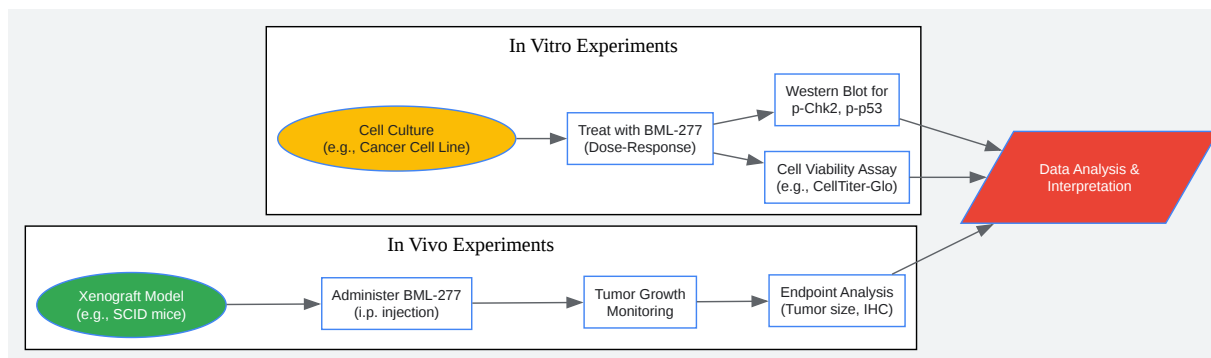 In Vitro Experiments
Cell Culture
(e.g., Cancer Cell Line)
Treat with BML-277
(Dose-Response)
Western Blot for
p-Chk2, p-p53
Cell Viability Assay
(e.g., CellTiter-Glo)
Data Analysis &
Interpretation
In Vivo Experiments
Xenograft Model
(e.g., SCID mice)
Administer BML-277
(i.p. injection)
Tumor Growth
Monitoring
Endpoint Analysis
(Tumor size, IHC)